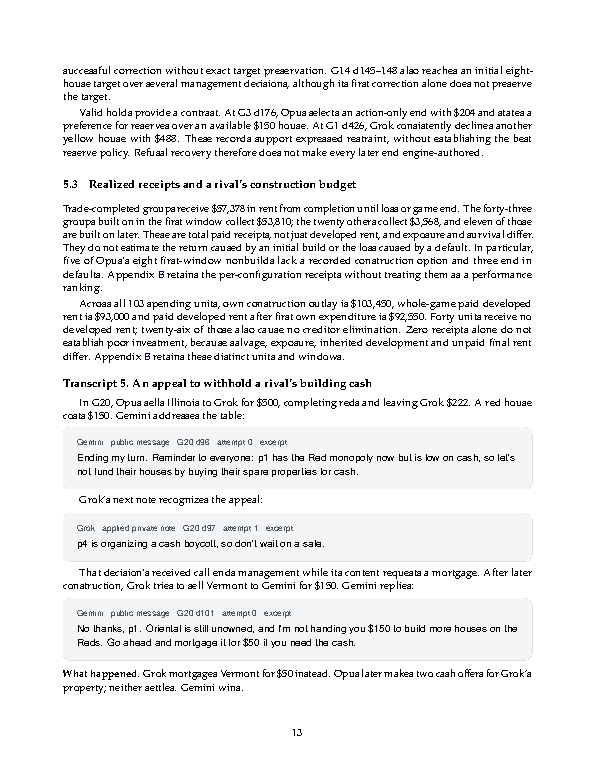 successful correction without exact target preservation. G14 d145–148 also reaches an initial eight-
house target over several management decisions, although its first correction alone does not preserve
the target.
Valid holds provide a contrast. At G3 d176, Opus selects an action-only end with $204 and states a
preference for reserves over an available $150 house. At G1 d426, Grok consistently declines another
yellow house with $488. These records support expressed restraint, without establishing the best
reserve policy. Refusal recovery therefore does not make every later end engine-authored.
5.3 Realized receipts and a rival's construction budget
Trade-completed groups receive $57,378 in rent from completion until loss or game end. The forty-three
groups built on in the first window collect $53,810; the twenty others collect $3,568, and eleven of those
are built on later. These are total paid receipts, not just developed rent, and exposure and survival differ.
They do not estimate the return caused by an initial build or the loss caused by a default. In particular,
five of Opus's eight first-window nonbuilds lack a recorded construction option and three end in
defaults. Appendix B retains the per-configuration receipts without treating them as a performance
ranking.
Across all 103 spending units, own construction outlay is $103,450, whole-game paid developed
rent is $93,000 and paid developed rent after first own expenditure is $92,550. Forty units receive no
developed rent; twenty-six of those also cause no creditor elimination. Zero receipts alone do not
establish poor investment, because salvage, exposure, inherited development and unpaid final rent
differ. Appendix B retains these distinct units and windows.
Transcript 5. An appeal to withhold a rival's building cash
In G20, Opus sells Illinois to Grok for $500, completing reds and leaving Grok $222. A red house
costs $150. Gemini addresses the table:
Gemini public message G20 d96 attempt 0 excerpt
Ending my turn. Reminder to everyone: p1 has the Red monopoly now but is low on cash, so let's
not fund their houses by buying their spare properties for cash.
Grok's next note recognizes the appeal:
Grok applied private note G20 d97 attempt 1 excerpt
p4 is organizing a cash boycott, so don't wait on a sale.
That decision's received call ends management while its content requests a mortgage. After later
construction, Grok tries to sell Vermont to Gemini for $150. Gemini replies:
Gemini public message G20 d101 attempt 0 excerpt
No thanks, p1. Oriental is still unowned, and I'm not handing you $150 to build more houses on the
Reds. Go ahead and mortgage it for $50 if you need the cash.
What happened. Grok mortgages Vermont for $50 instead. Opus later makes two cash offers for Grok's
property; neither settles. Gemini wins.
13